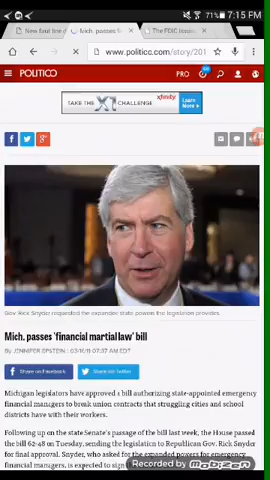 71% 7:15 PM
New faul line d
Mich. passes f
The FDIC issue
www.politico.com/story/201
POLITICO
PRO
TAKE THE X1 CHALLENGE
xfinity
Learn More
Gov. Rick Snyder requested the expanded state powers the legislation provides.
Mich. passes 'financial martial law' bill
By JENNIFER EPSTEIN | 03/16/11 07:37 AM EDT
Share on Facebook
Share on Twitter
Michigan legislators have approved a bill authorizing state-appointed emergency
financial managers to break union contracts that struggling cities and school
districts have with their workers.
Following up on the state Senate's passage of the bill last week, the House passed
the bill 62-48 on Tuesday, sending the legislation to Republican Gov. Rick Snyder
for final approval. Snyder, who asked for the expanded powers for emergency
financial managers, is expected to sign
Recorded by Mobizen